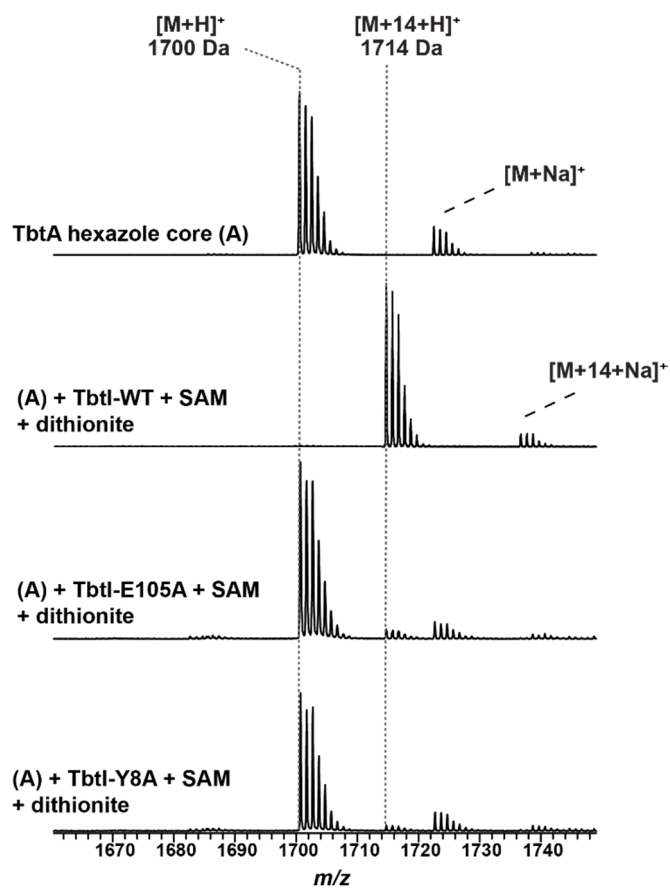 [M+H]⁺
1700 Da
[M+14+H]⁺
1714 Da
[M+Na]⁺
TbtA hexazole core (A)
[M+14+Na]⁺
(A) + TbtI-WT + SAM
+ dithionite
(A) + TbtI-E105A + SAM
+ dithionite
(A) + TbtI-Y8A + SAM
+ dithionite
1670 1680 1690 1700 1710 1720 1730 1740
m/z